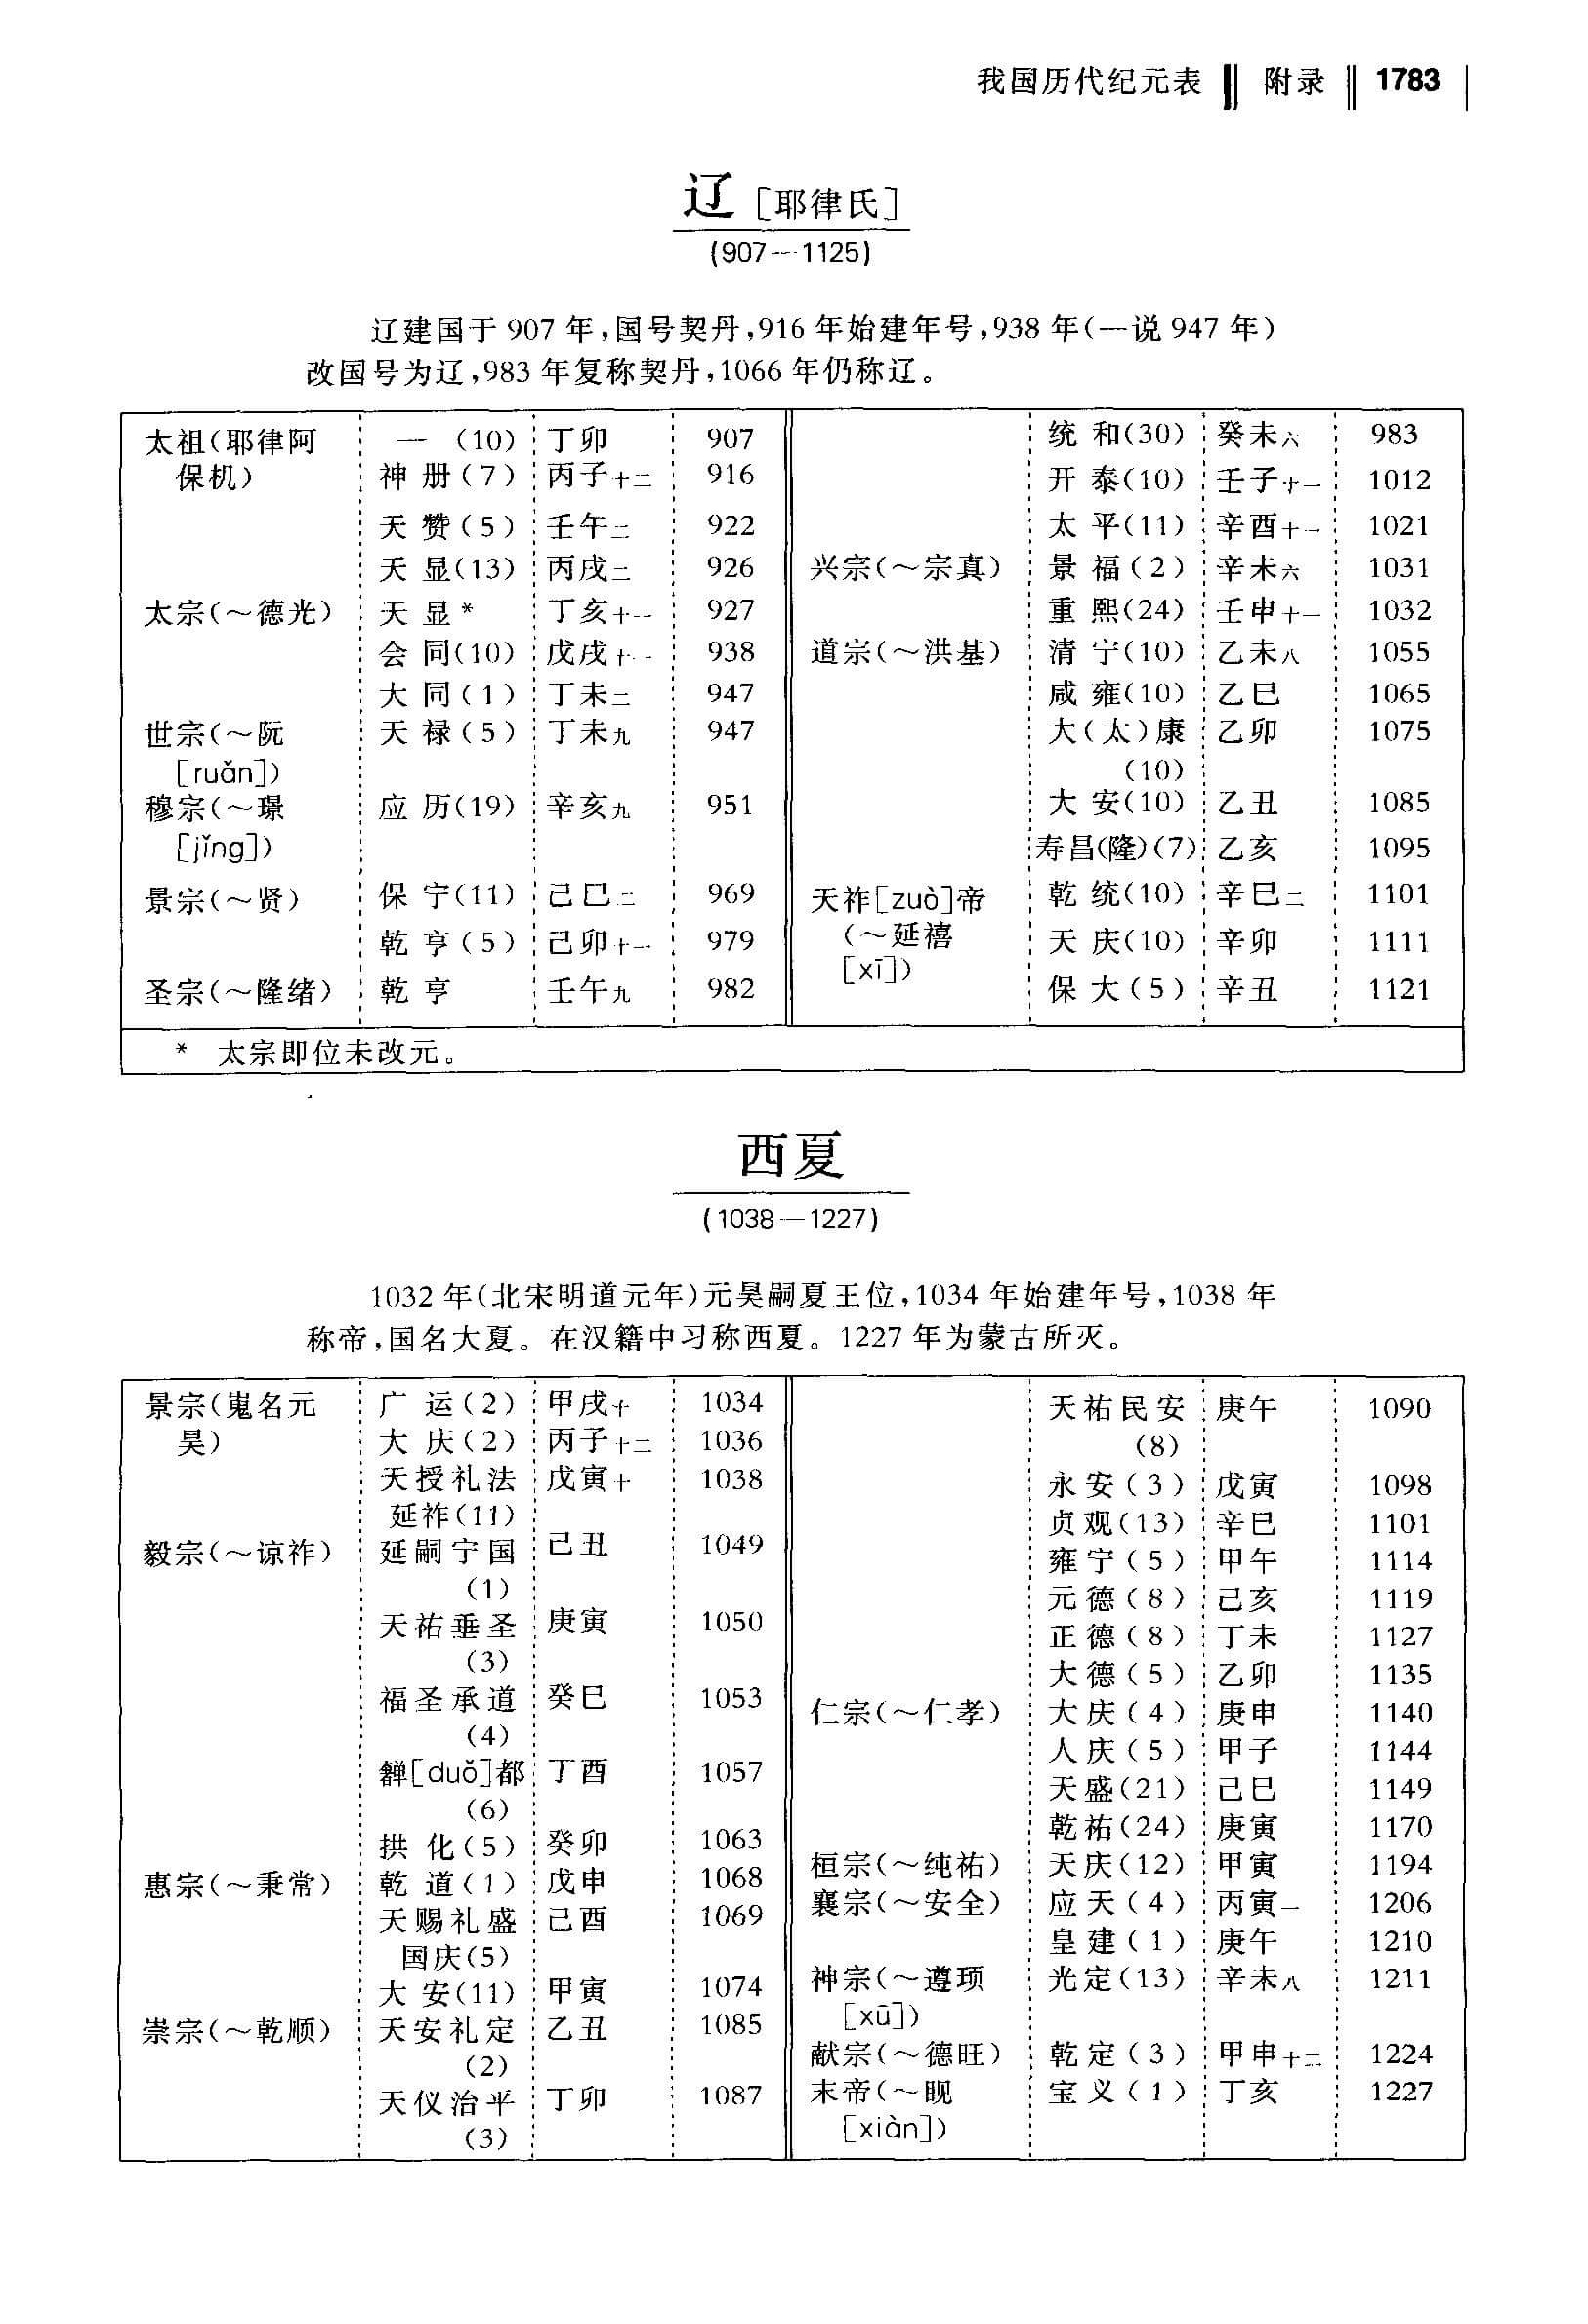 我国历代纪元表 ‖ 附录 ‖ 1783
辽 [耶律氏]
(907—1125)
辽建国于 907 年,国号契丹,916 年始建年号,938 年(一说 947 年)
改国号为辽,983 年复称契丹,1066 年仍称辽。
太祖(耶律阿 — (10) 丁卯 907
保机) 神 册(7) 丙子十二 916
天 赞(5) 壬午二 922
天 显(13) 丙戌二 926
太宗(～德光) 天 显* 丁亥十一 927
会 同(10) 戊戌十一 938
大 同(1) 丁未二 947
世宗(～阮 天 禄(5) 丁未九 947
[ruǎn])
穆宗(～璟 应 历(19) 辛亥九 951
[jǐng])
景宗(～贤) 保 宁(11) 己巳二 969
乾 亨(5) 己卯十一 979
圣宗(～隆绪) 乾 亨 壬午九 982
统 和(30) 癸未六 983
开 泰(10) 壬子十一 1012
太 平(11) 辛酉十一 1021
兴宗(～宗真) 景 福(2) 辛未六 1031
重 熙(24) 壬申十一 1032
道宗(～洪基) 清 宁(10) 乙未八 1055
咸 雍(10) 乙巳 1065
大(太)康 乙卯 1075
(10)
大 安(10) 乙丑 1085
寿昌(隆)(7) 乙亥 1095
天祚[zuò]帝 乾 统(10) 辛巳二 1101
(～延禧 天 庆(10) 辛卯 1111
[xī]) 保 大(5) 辛丑 1121
* 太宗即位未改元。
西夏
(1038—1227)
1032 年(北宋明道元年)元昊嗣夏王位,1034 年始建年号,1038 年
称帝,国名大夏。在汉籍中习称西夏。1227 年为蒙古所灭。
景宗(嵬名元 广 运(2) 甲戌十 1034
昊) 大 庆(2) 丙子十二 1036
天授礼法 戊寅十 1038
延祚(11)
毅宗(～谅祚) 延嗣宁国 己丑 1049
(1)
天祐垂圣 庚寅 1050
(3)
福圣承道 癸巳 1053
(4)
奲[duǒ]都 丁酉 1057
(6)
拱 化(5) 癸卯 1063
惠宗(～秉常) 乾 道(1) 戊申 1068
天赐礼盛 己酉 1069
国庆(5)
大 安(11) 甲寅 1074
崇宗(～乾顺) 天安礼定 乙丑 1085
(2)
天仪治平 丁卯 1087
(3)
天祐民安 庚午 1090
(8)
永安(3) 戊寅 1098
贞观(13) 辛巳 1101
雍宁(5) 甲午 1114
元德(8) 己亥 1119
正德(8) 丁未 1127
大德(5) 乙卯 1135
仁宗(～仁孝) 大庆(4) 庚申 1140
人庆(5) 甲子 1144
天盛(21) 己巳 1149
乾祐(24) 庚寅 1170
桓宗(～纯祐) 天庆(12) 甲寅 1194
襄宗(～安全) 应天(4) 丙寅一 1206
皇建(1) 庚午 1210
神宗(～遵顼 光定(13) 辛未八 1211
[xū])
献宗(～德旺) 乾定(3) 甲申十二 1224
末帝(～睍 宝义(1) 丁亥 1227
[xiàn])